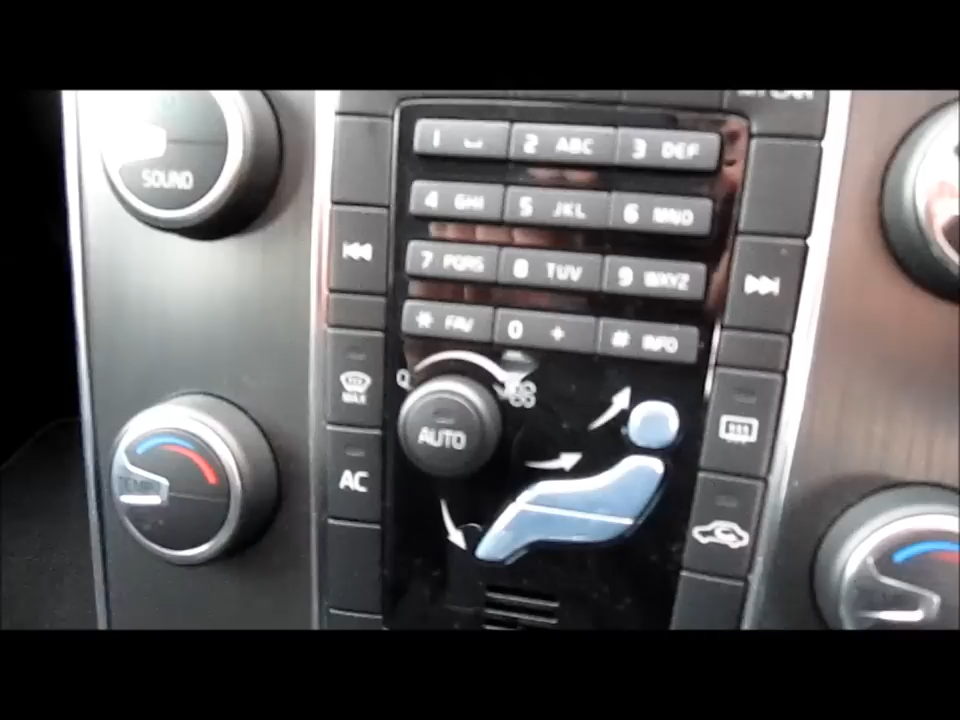 SOUND
1 2 ABC 3 DEF
4 GHI 5 JKL 6 MNO
7 PQRS 8 TUV 9 WXYZ
* FAV 0 + # INFO
MAX
AUTO
AC
TEMP